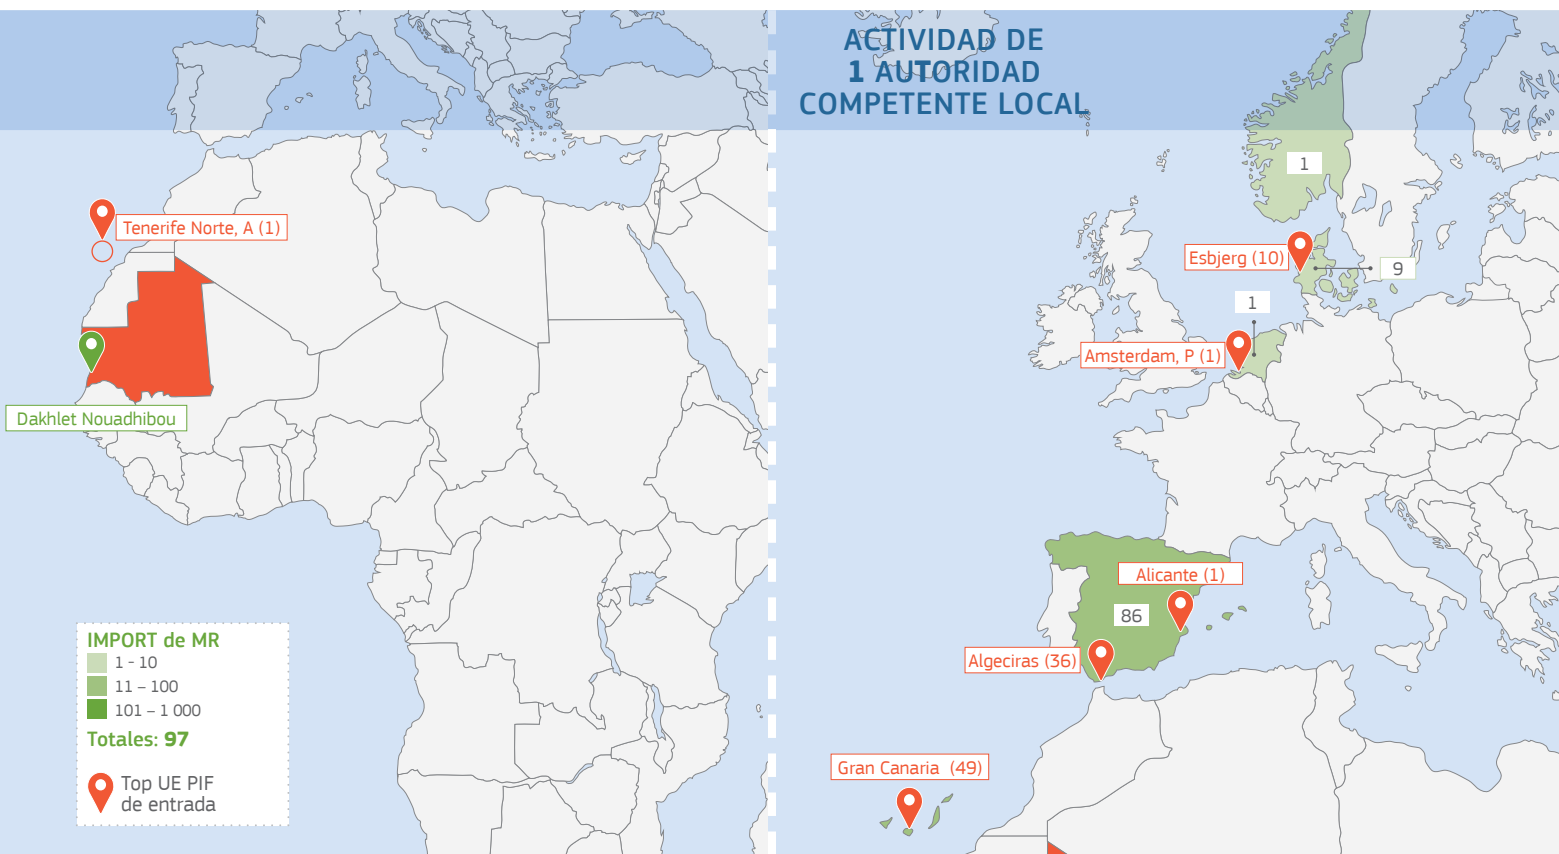 Tenerife Norte, A (1)
Dakhlet Nouadhibou
IMPORT de MR
1 - 10
11 – 100
101 – 1 000
Totales: 97
Top UE PIF
de entrada
ACTIVIDAD DE
1 AUTORIDAD
COMPETENTE LOCAL
1
Esbjerg (10)
9
1
Amsterdam, P (1)
Alicante (1)
86
Algeciras (36)
Gran Canaria (49)